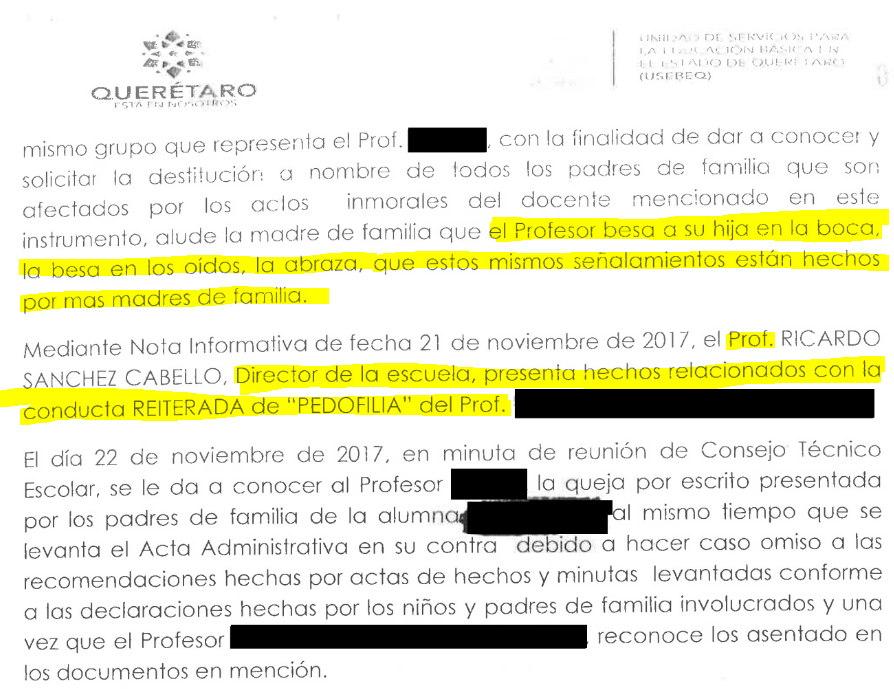 QUERÉTARO
ESTÁ EN NOSOTROS
UNIDAD DE SERVICIOS PARA
LA EDUCACIÓN BÁSICA EN
EL ESTADO DE QUERÉTARO
(USEBEQ)
mismo grupo que representa el Prof. , con la finalidad de dar a conocer y
solicitar la destitución a nombre de todos los padres de familia que son
afectados por los actos inmorales del docente mencionado en este
instrumento, alude la madre de familia que el Profesor besa a su hija en la boca,
la besa en los oídos, la abraza, que estos mismos señalamientos están hechos
por mas madres de familia.
Mediante Nota Informativa de fecha 21 de noviembre de 2017, el Prof. RICARDO
SANCHEZ CABELLO, Director de la escuela, presenta hechos relacionados con la
conducta REITERADA de "PEDOFILIA" del Prof.
El día 22 de noviembre de 2017, en minuta de reunión de Consejo Técnico
Escolar, se le da a conocer al Profesor la queja por escrito presentada
por los padres de familia de la alumna al mismo tiempo que se
levanta el Acta Administrativa en su contra debido a hacer caso omiso a las
recomendaciones hechas por actas de hechos y minutas levantadas conforme
a las declaraciones hechas por los niños y padres de familia involucrados y una
vez que el Profesor , reconoce los asentado en
los documentos en mención.